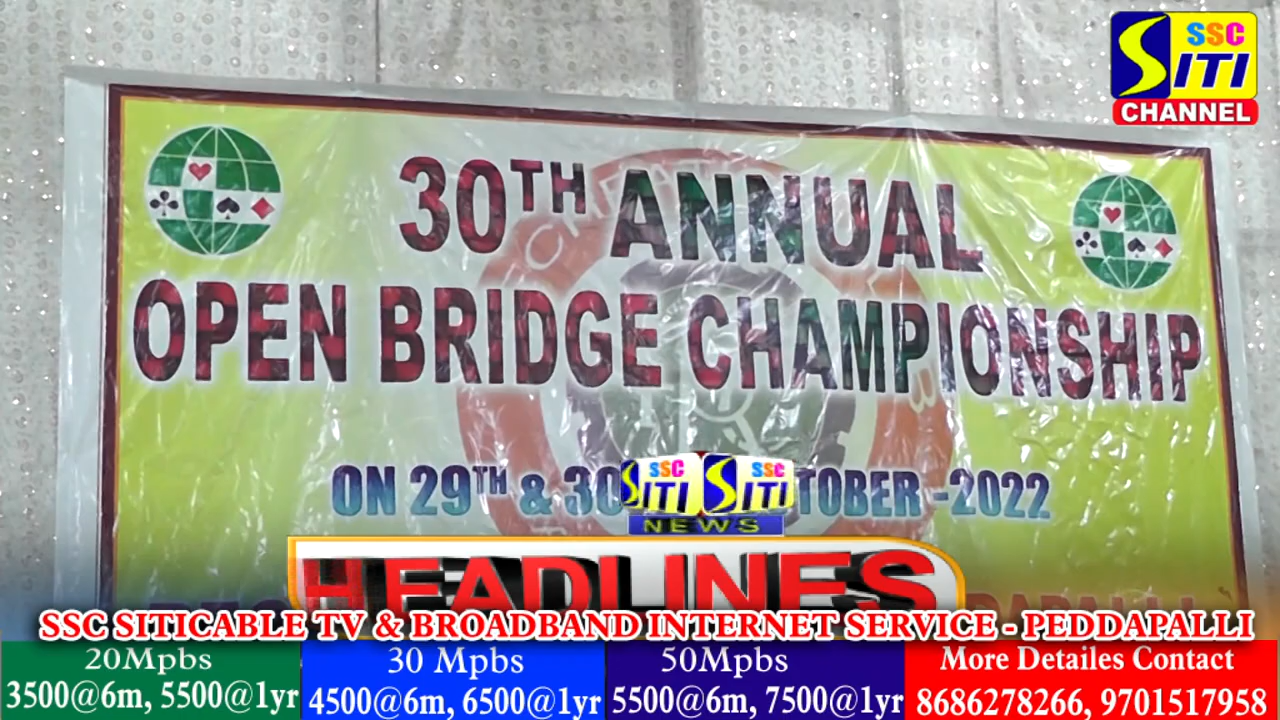 SSC
SITI
CHANNEL
30TH ANNUAL
OPEN BRIDGE CHAMPIONSHIP
ON 29TH & 30 TOBER -2022
SSC SSC
SITI SITI
NEWS
HEADLINES
SSC SITICABLE TV & BROADBAND INTERNET SERVICE - PEDDAPALLI
20Mpbs
3500@6m, 5500@1yr
30 Mpbs
4500@6m, 6500@1yr
50Mpbs
5500@6m, 7500@1yr
More Detailes Contact
8686278266, 9701517958